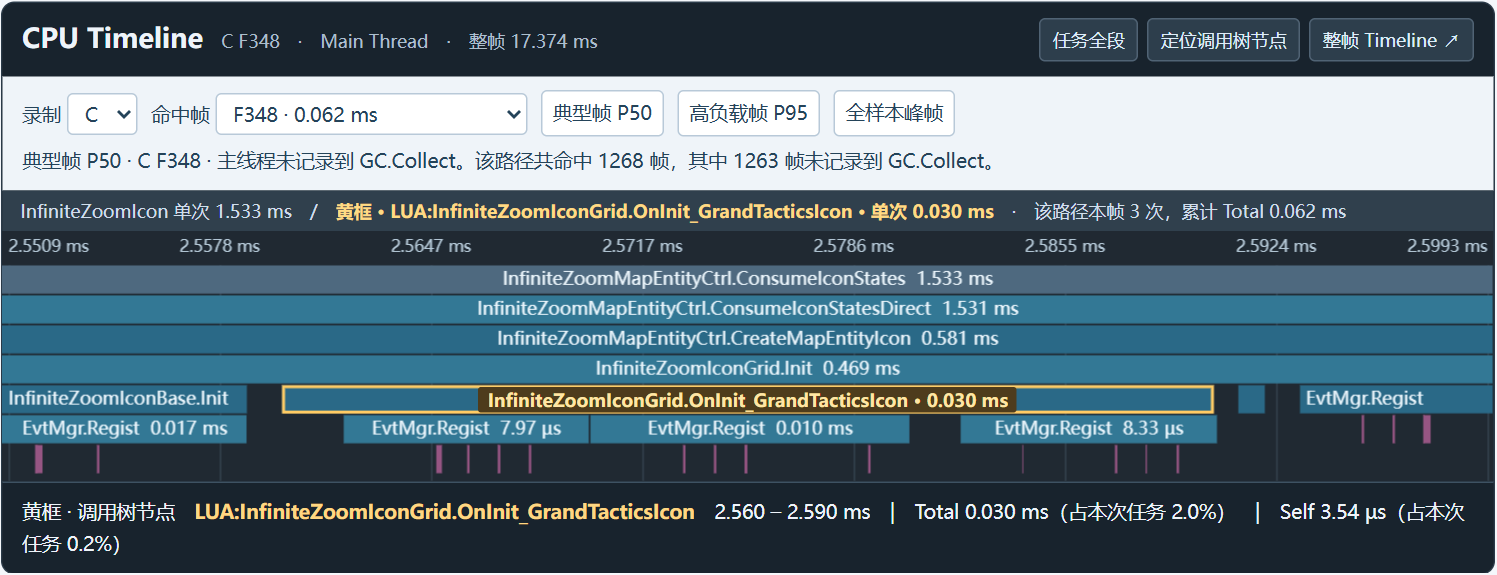 CPU Timeline C F348 · Main Thread · 整帧 17.374 ms 任务全段 定位调用树节点 整帧 Timeline ↗
录制 C 命中帧 F348 · 0.062 ms 典型帧 P50 高负载帧 P95 全样本峰帧
典型帧 P50 · C F348 · 主线程未记录到 GC.Collect。该路径共命中 1268 帧，其中 1263 帧未记录到 GC.Collect。
InfiniteZoomIcon 单次 1.533 ms / 黄框 • LUA:InfiniteZoomIconGrid.OnInit_GrandTacticsIcon • 单次 0.030 ms · 该路径本帧 3 次，累计 Total 0.062 ms
2.5509 ms 2.5578 ms 2.5647 ms 2.5717 ms 2.5786 ms 2.5855 ms 2.5924 ms 2.5993 ms
InfiniteZoomMapEntityCtrl.ConsumeIconStates 1.533 ms
InfiniteZoomMapEntityCtrl.ConsumeIconStatesDirect 1.531 ms
InfiniteZoomMapEntityCtrl.CreateMapEntityIcon 0.581 ms
InfiniteZoomIconGrid.Init 0.469 ms
InfiniteZoomIconBase.Init InfiniteZoomIconGrid.OnInit_GrandTacticsIcon • 0.030 ms EvtMgr.Regist
EvtMgr.Regist 0.017 ms EvtMgr.Regist 7.97 µs EvtMgr.Regist 0.010 ms EvtMgr.Regist 8.33 µs
黄框 · 调用树节点 LUA:InfiniteZoomIconGrid.OnInit_GrandTacticsIcon 2.560 – 2.590 ms | Total 0.030 ms（占本次任务 2.0%） | Self 3.54 µs（占本次
任务 0.2%）